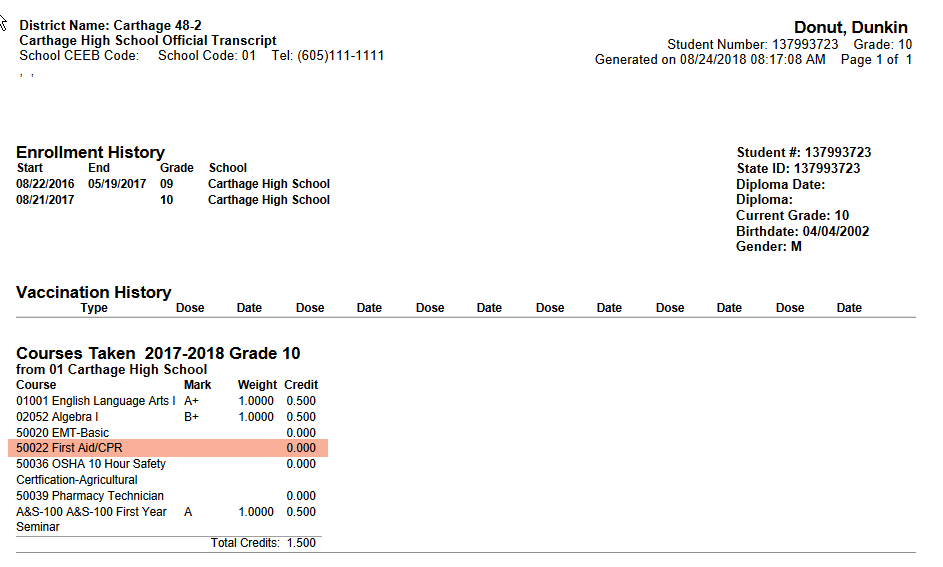 District Name: Carthage 48-2
Carthage High School Official Transcript
School CEEB Code: School Code: 01 Tel: (605)111-1111
, ,
Donut, Dunkin
Student Number: 137993723 Grade: 10
Generated on 08/24/2018 08:17:08 AM Page 1 of 1
Enrollment History
Start End Grade School
08/22/2016 05/19/2017 09 Carthage High School
08/21/2017 10 Carthage High School
Student #: 137993723
State ID: 137993723
Diploma Date:
Diploma:
Current Grade: 10
Birthdate: 04/04/2002
Gender: M
Vaccination History
Type Dose Date Dose Date Dose Date Dose Date Dose Date Dose Date
Courses Taken 2017-2018 Grade 10
from 01 Carthage High School
Course Mark Weight Credit
01001 English Language Arts I A+ 1.0000 0.500
02052 Algebra I B+ 1.0000 0.500
50020 EMT-Basic 0.000
50022 First Aid/CPR 0.000
50036 OSHA 10 Hour Safety 0.000
Certfication-Agricultural
50039 Pharmacy Technician 0.000
A&S-100 A&S-100 First Year A 1.0000 0.500
Seminar
Total Credits: 1.500